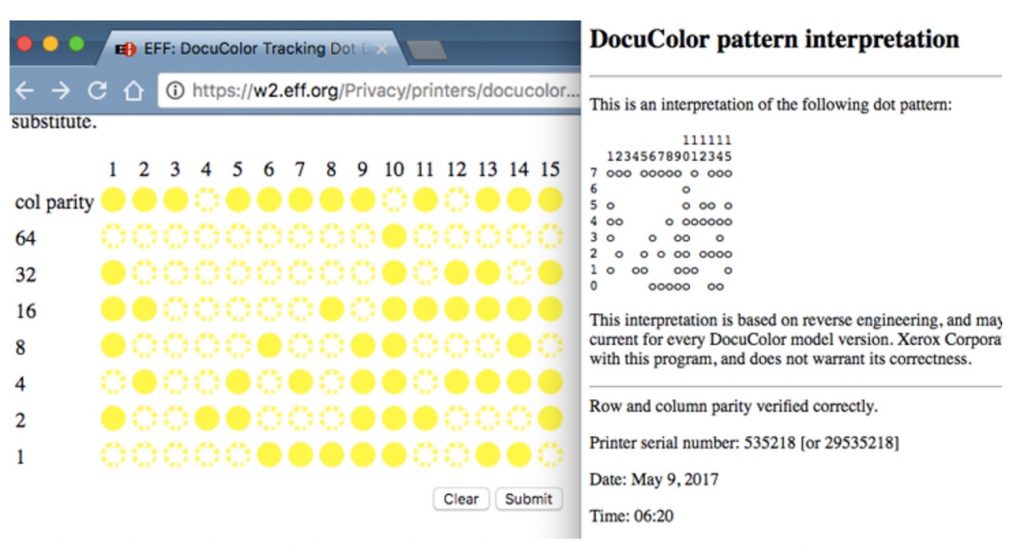 EFF: DocuColor Tracking Dot D
https://w2.eff.org/Privacy/printers/docucolor...
substitute.
1 2 3 4 5 6 7 8 9 10 11 12 13 14 15
col parity
64
32
16
8
4
2
1
Clear Submit
DocuColor pattern interpretation
This is an interpretation of the following dot pattern:
         111111
123456789012345
7 ooo ooooo o ooo
6          o
5 o        o oo o
4 oo     o oooooo
3 o    o  oo   o
2  o  o o oo oooo
1 o  oo   ooo   o
0      ooooo  oo
This interpretation is based on reverse engineering, and may
current for every DocuColor model version. Xerox Corpora
with this program, and does not warrant its correctness.
Row and column parity verified correctly.
Printer serial number: 535218 [or 29535218]
Date: May 9, 2017
Time: 06:20